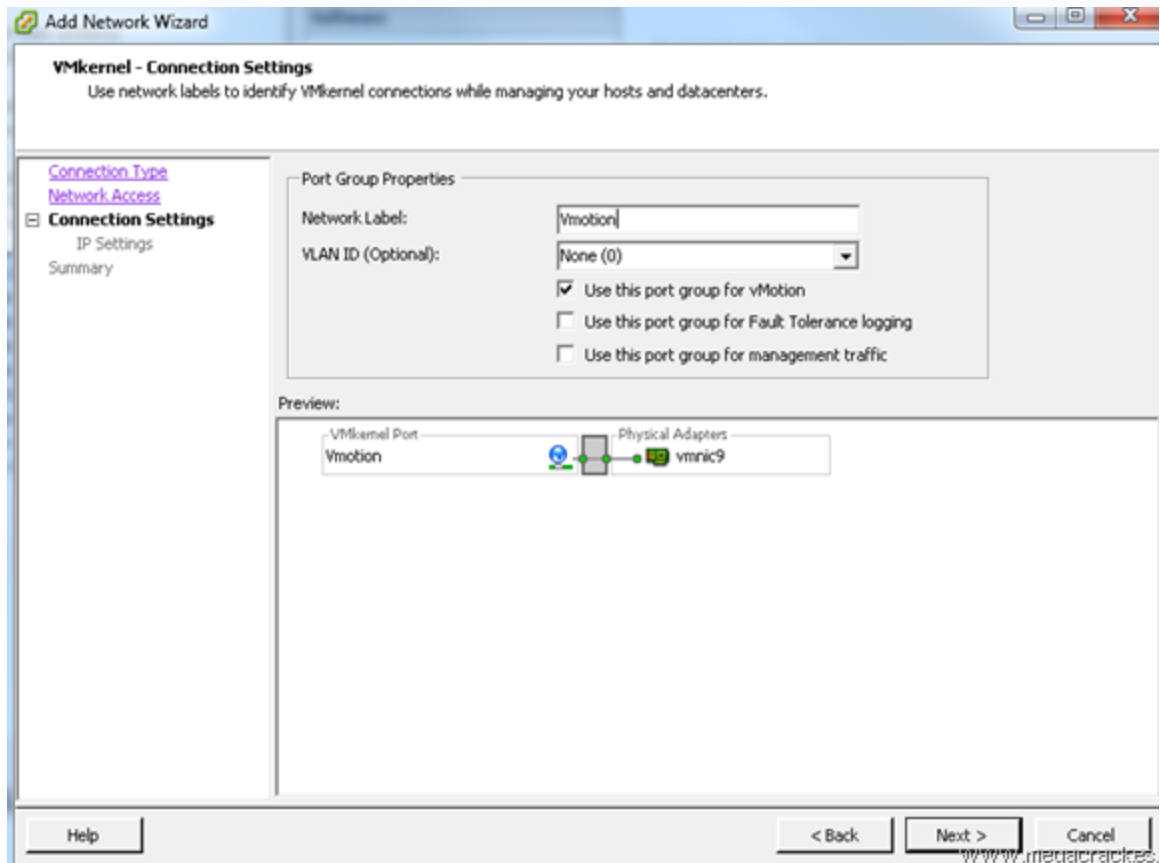 Add Network Wizard
VMkernel - Connection Settings
Use network labels to identify VMkernel connections while managing your hosts and datacenters.
Connection Type
Network Access
Connection Settings
IP Settings
Summary
Port Group Properties
Network Label:
Vmotion
VLAN ID (Optional):
None (0)
Use this port group for vMotion
Use this port group for Fault Tolerance logging
Use this port group for management traffic
Preview:
VMkernel Port
Vmotion
Physical Adapters
vmnic9
Help
< Back
Next >
Cancel
www.megacrack.es